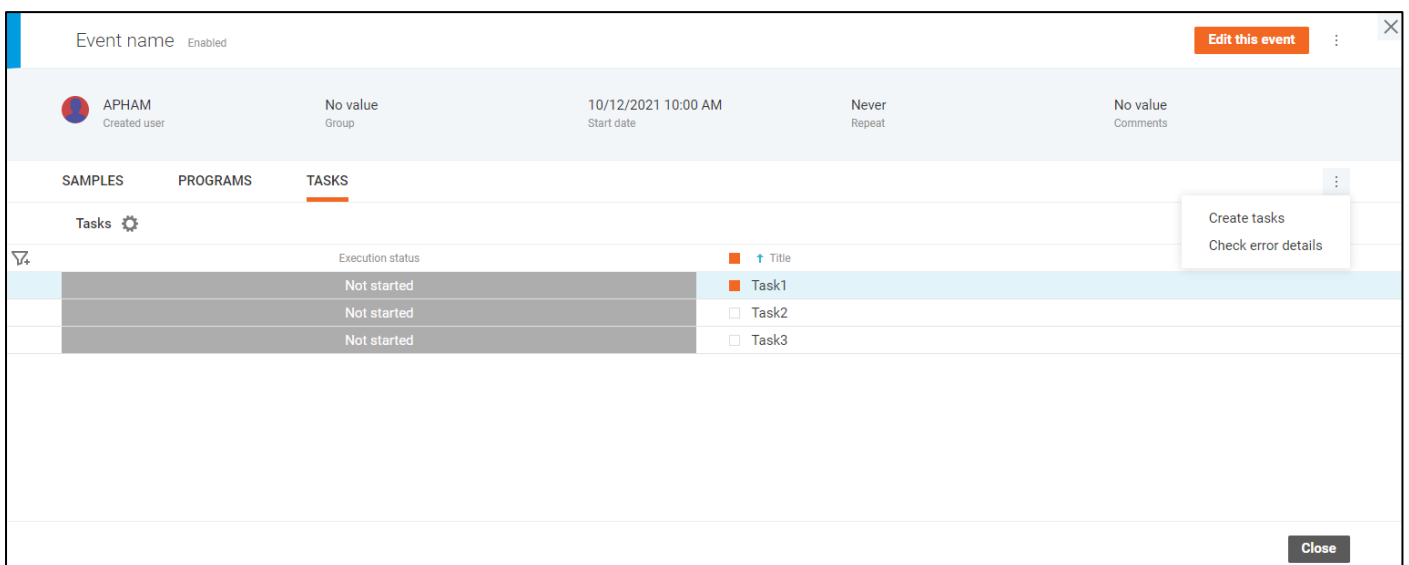 Event name Enabled Edit this event
APHAM No value 10/12/2021 10:00 AM Never No value
Created user Group Start date Repeat Comments
SAMPLES PROGRAMS TASKS
Tasks Create tasks
Check error details
Execution status Title
Not started Task1
Not started Task2
Not started Task3
Close